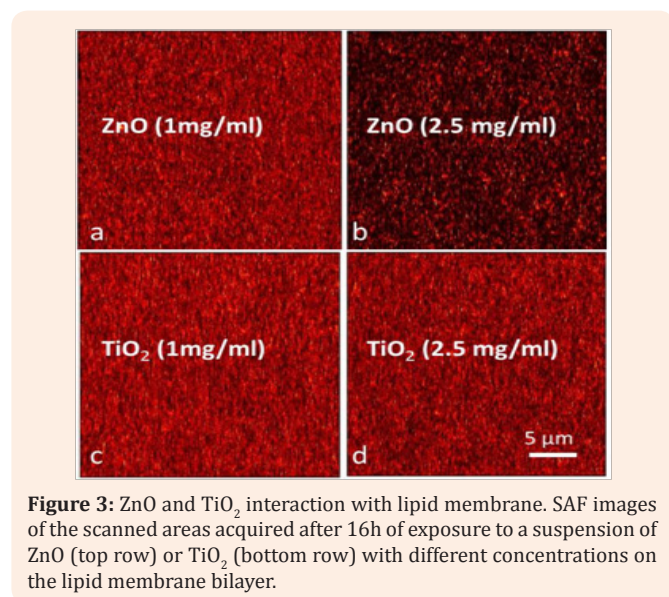 ZnO (1mg/ml)
ZnO (2.5 mg/ml)
a
b
TiO₂ (1mg/ml)
TiO₂ (2.5 mg/ml)
5 μm
c
d
Figure 3: ZnO and TiO₂ interaction with lipid membrane. SAF images
of the scanned areas acquired after 16h of exposure to a suspension of
ZnO (top row) or TiO₂ (bottom row) with different concentrations on
the lipid membrane bilayer.